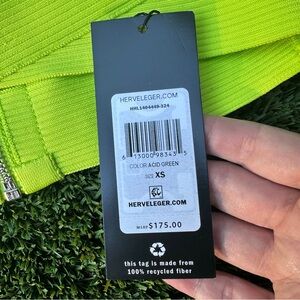 HERVELEGER.COM
HHL1404449-324
6 13000 98343 5
COLOR ACID GREEN
SIZE XS
HL
HERVELEGER.COM
MSRP $175.00
this tag is made from
100% recycled fiber